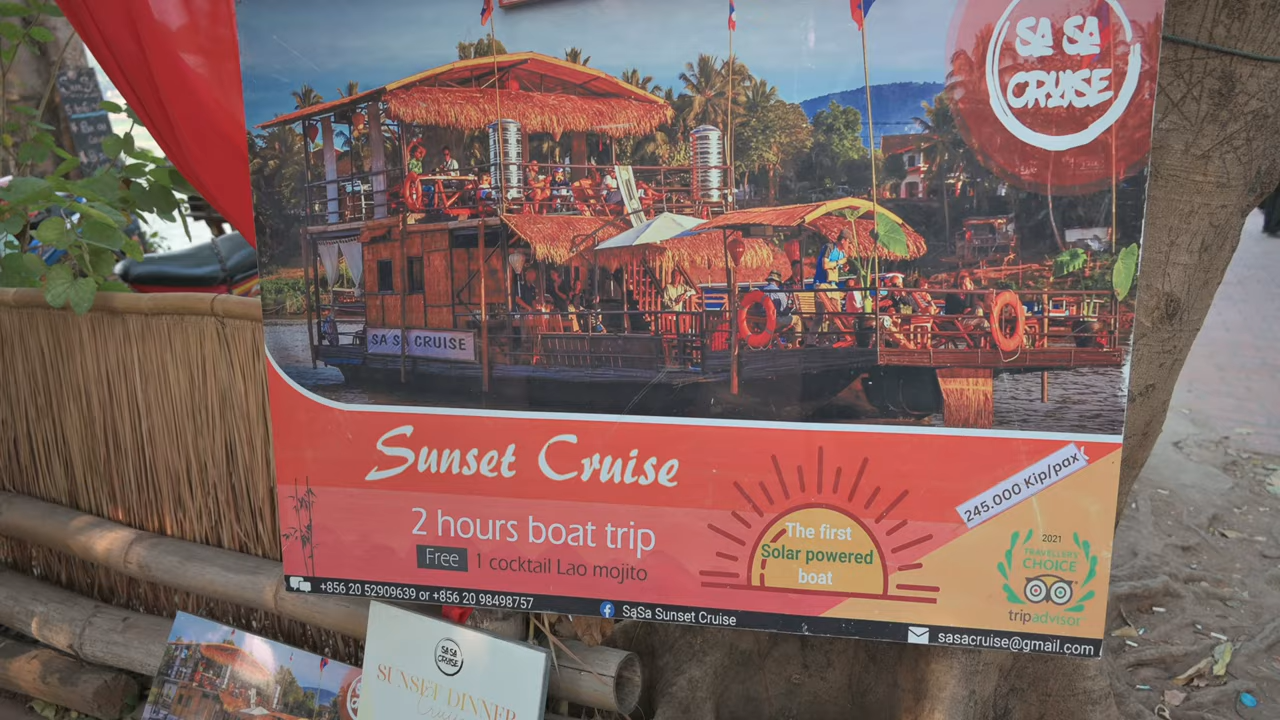 SA SA
CRUISE
SA S CRUISE
Sunset Cruise
245.000 Kip/pax
2 hours boat trip
Free 1 cocktail Lao mojito
The first
Solar powered
boat
2021
TRAVELLERS'
CHOICE
tripadvisor
+856 20 52909639 or +856 20 98498757
SaSa Sunset Cruise
sasacruise@gmail.com
SA SA
CRUISE
SUNSET DINNER
Cruise